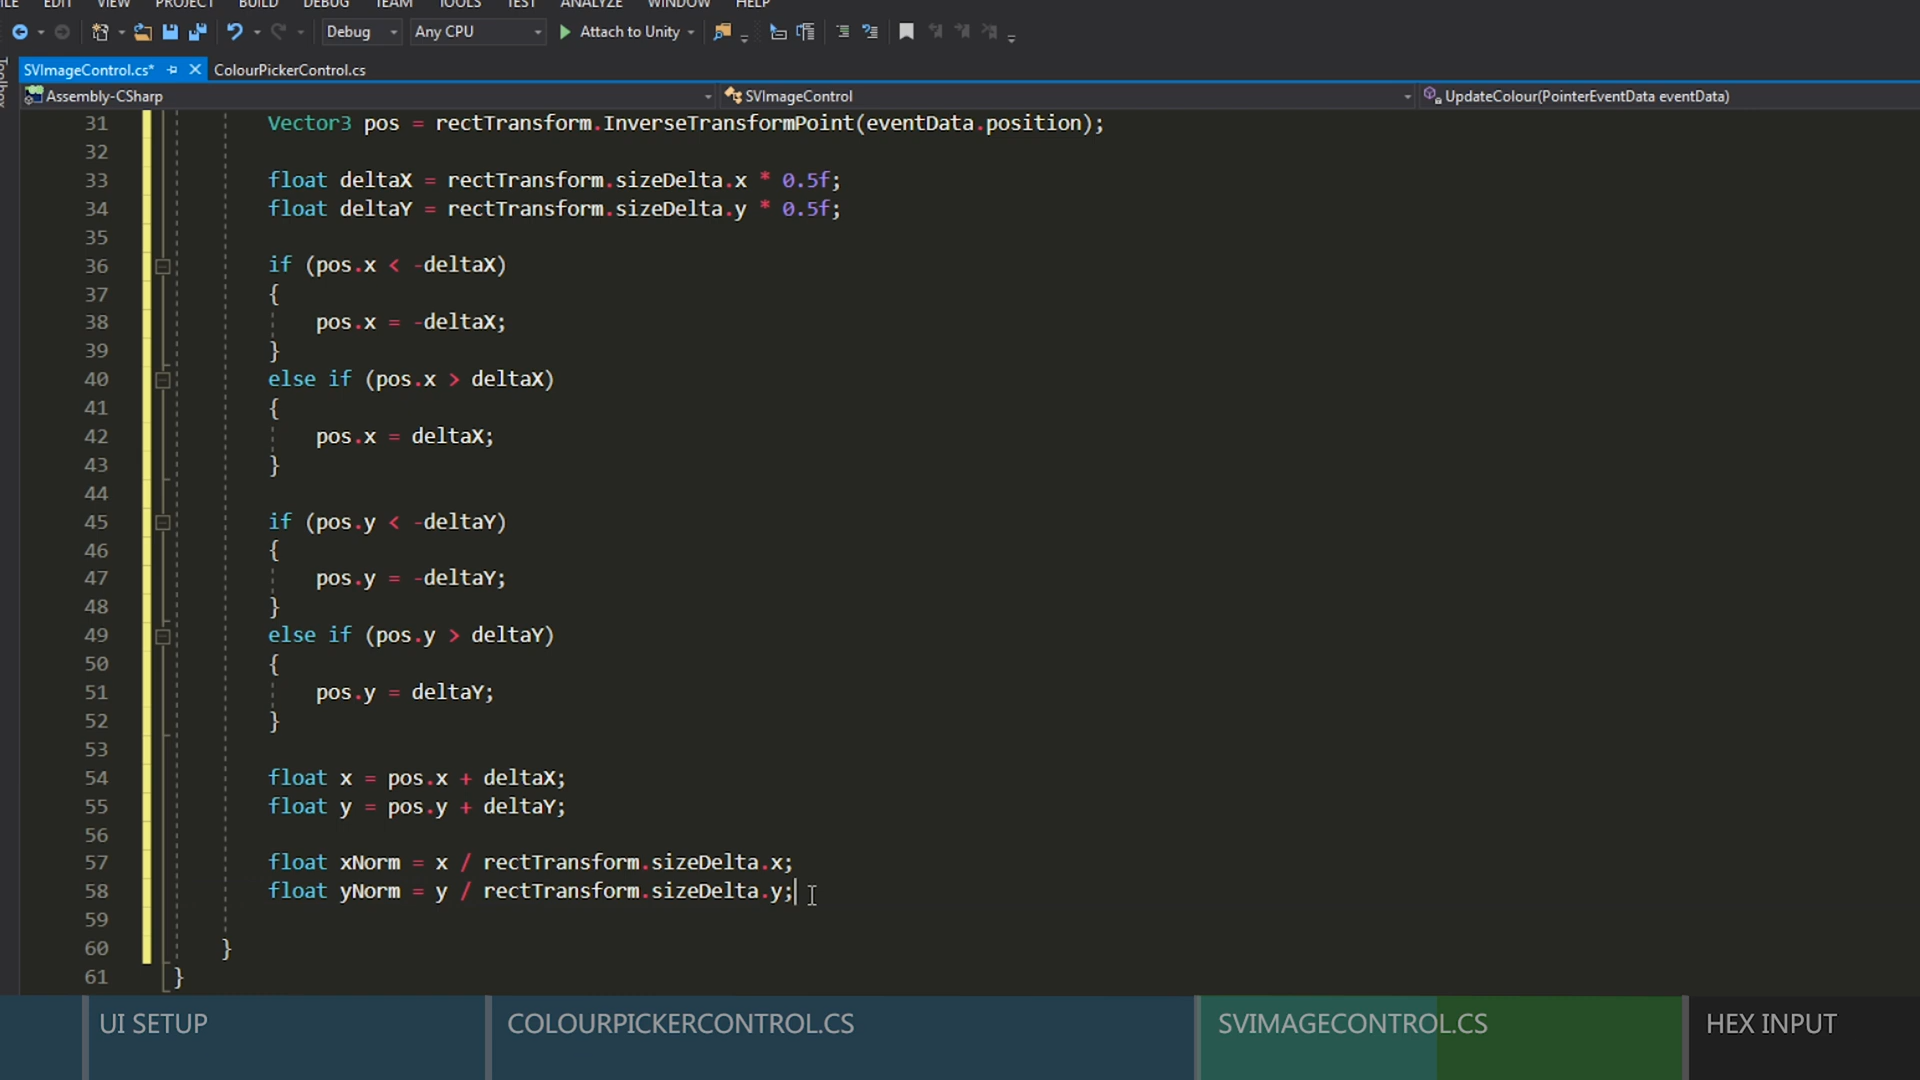 EDIT VIEW PROJECT BUILD DEBUG TEAM TOOLS TEST ANALYZE WINDOW HELP
Debug Any CPU Attach to Unity
SVImageControl.cs* ColourPickerControl.cs
Assembly-CSharp SVImageControl UpdateColour(PointerEventData eventData)
31 Vector3 pos = rectTransform.InverseTransformPoint(eventData.position);
32
33 float deltaX = rectTransform.sizeDelta.x * 0.5f;
34 float deltaY = rectTransform.sizeDelta.y * 0.5f;
35
36 if (pos.x < -deltaX)
37 {
38 pos.x = -deltaX;
39 }
40 else if (pos.x > deltaX)
41 {
42 pos.x = deltaX;
43 }
44
45 if (pos.y < -deltaY)
46 {
47 pos.y = -deltaY;
48 }
49 else if (pos.y > deltaY)
50 {
51 pos.y = deltaY;
52 }
53
54 float x = pos.x + deltaX;
55 float y = pos.y + deltaY;
56
57 float xNorm = x / rectTransform.sizeDelta.x;
58 float yNorm = y / rectTransform.sizeDelta.y;
59
60 }
61 }
UI SETUP COLOURPICKERCONTROL.CS SVIMAGECONTROL.CS HEX INPUT